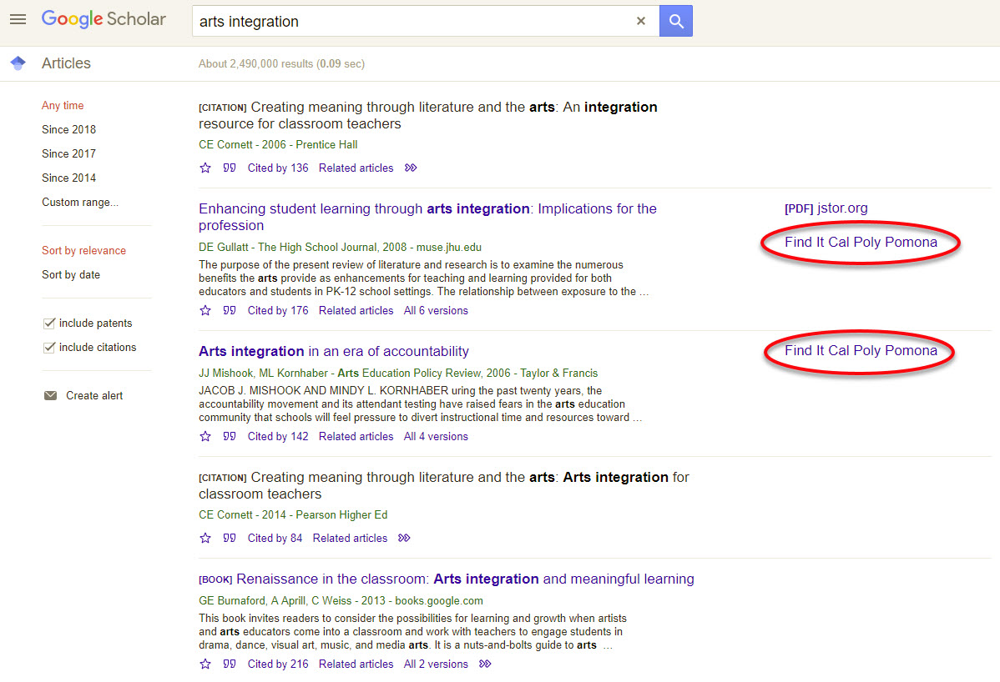 Google Scholar
arts integration
Articles
About 2,490,000 results (0.09 sec)
Any time
Since 2018
Since 2017
Since 2014
Custom range...
Sort by relevance
Sort by date
include patents
include citations
Create alert
[CITATION] Creating meaning through literature and the arts: An integration
resource for classroom teachers
CE Cornett - 2006 - Prentice Hall
Cited by 136 Related articles
Enhancing student learning through arts integration: Implications for the
profession
DE Gullatt - The High School Journal, 2008 - muse.jhu.edu
The purpose of the present review of literature and research is to examine the numerous
benefits the arts provide as enhancements for teaching and learning provided for both
educators and students in PK-12 school settings. The relationship between exposure to the …
Cited by 176 Related articles All 6 versions
[PDF] jstor.org
Find It Cal Poly Pomona
Arts integration in an era of accountability
JJ Mishook, ML Kornhaber - Arts Education Policy Review, 2006 - Taylor & Francis
JACOB J. MISHOOK AND MINDY L. KORNHABER uring the past twenty years, the
accountability movement and its attendant testing have raised fears in the arts education
community that schools will feel pressure to divert instructional time and resources toward …
Cited by 142 Related articles All 4 versions
Find It Cal Poly Pomona
[CITATION] Creating meaning through literature and the arts: Arts integration for
classroom teachers
CE Cornett - 2014 - Pearson Higher Ed
Cited by 84 Related articles
[BOOK] Renaissance in the classroom: Arts integration and meaningful learning
GE Burnaford, A Aprill, C Weiss - 2013 - books.google.com
This book invites readers to consider the possibilities for learning and growth when artists
and arts educators come into a classroom and work with teachers to engage students in
drama, dance, visual art, music, and media arts. It is a nuts-and-bolts guide to arts …
Cited by 216 Related articles All 2 versions